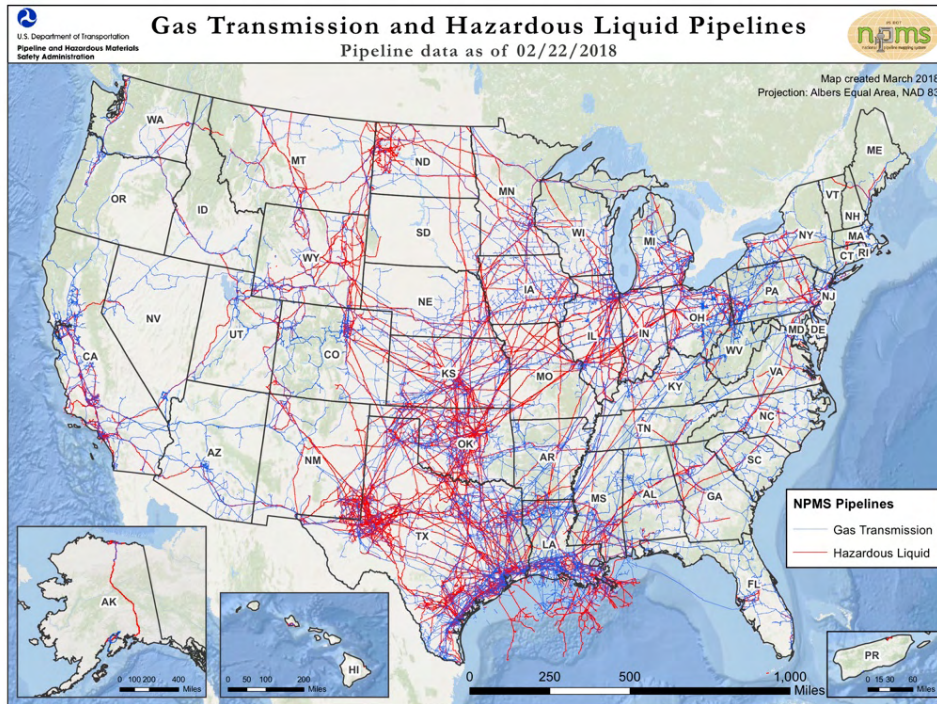 Gas Transmission and Hazardous Liquid Pipelines
Pipeline data as of 02/22/2018
U.S. Department of Transportation
Pipeline and Hazardous Materials
Safety Administration
npms
Map created March 2018
Projection: Albers Equal Area, NAD 83
WA
MT
ND
MN
ME
VT
NH
OR
ID
SD
WI
MI
NY
MA
CT RI
WY
IA
PA
NJ
NE
OH
NV
UT
IL
IN
MD DE
CA
CO
KS
MO
WV
VA
KY
NC
TN
OK
AZ
NM
AR
SC
MS
AL
GA
TX
LA
FL
NPMS Pipelines
Gas Transmission
Hazardous Liquid
AK
0 100 200 400
Miles
HI
0 100 200 300
Miles
0 250 500 1,000
Miles
PR
0 15 30 60
Miles